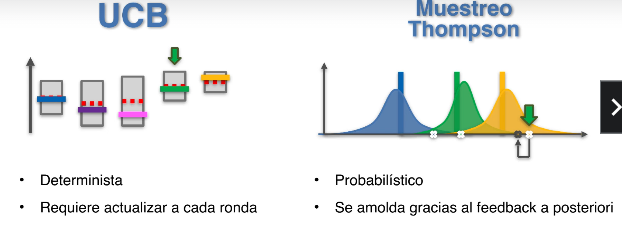 UCB
Muestreo
Thompson
• Determinista
• Requiere actualizar a cada ronda
• Probabilístico
• Se amolda gracias al feedback a posteriori